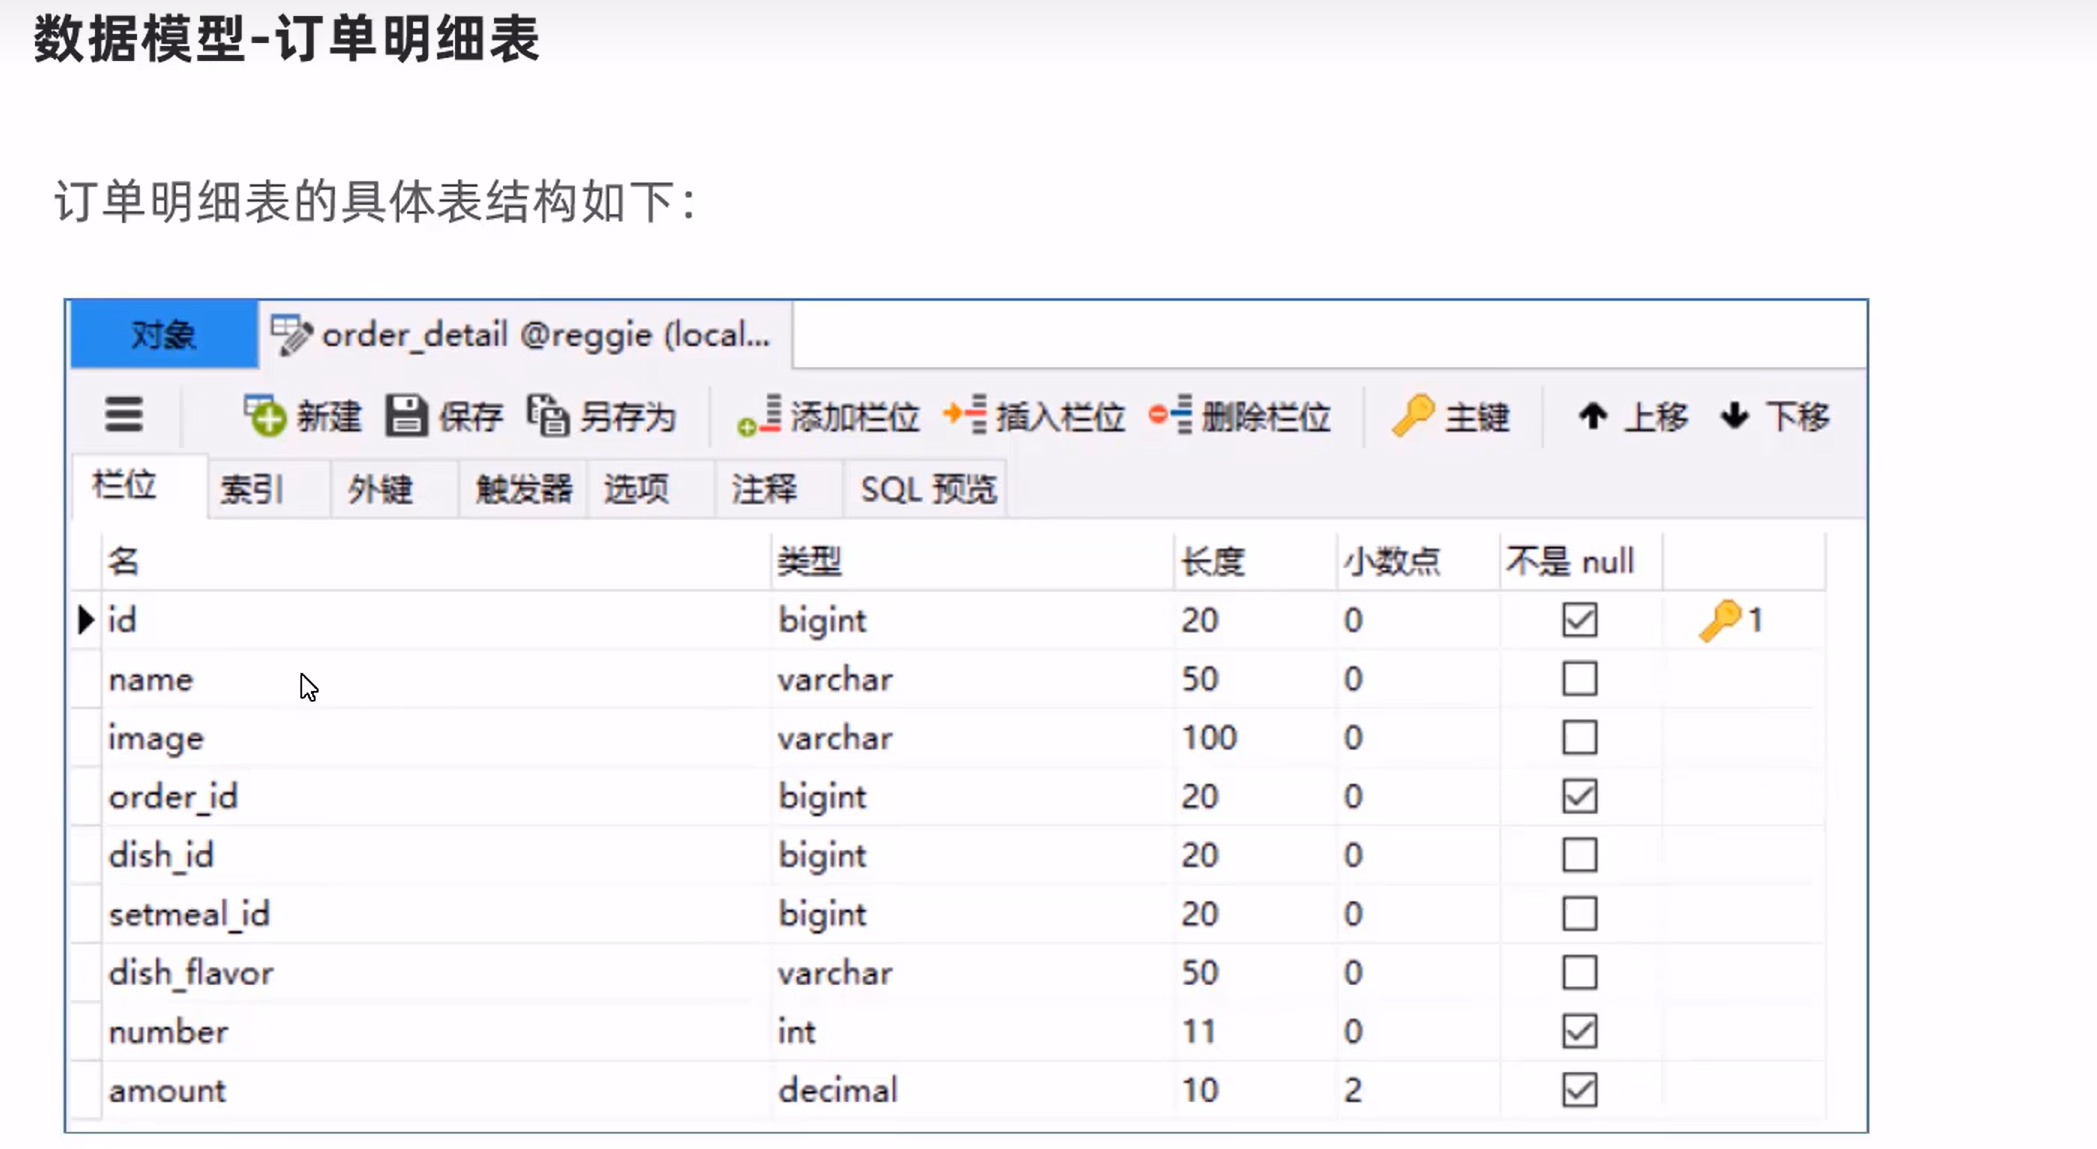 数据模型-订单明细表
订单明细表的具体表结构如下：
对象 order_detail @reggie (local...
新建 保存 另存为 添加栏位 插入栏位 删除栏位 主键 上移 下移
栏位 索引 外键 触发器 选项 注释 SQL 预览
名 类型 长度 小数点 不是 null
id bigint 20 0 1
name varchar 50 0
image varchar 100 0
order_id bigint 20 0
dish_id bigint 20 0
setmeal_id bigint 20 0
dish_flavor varchar 50 0
number int 11 0
amount decimal 10 2